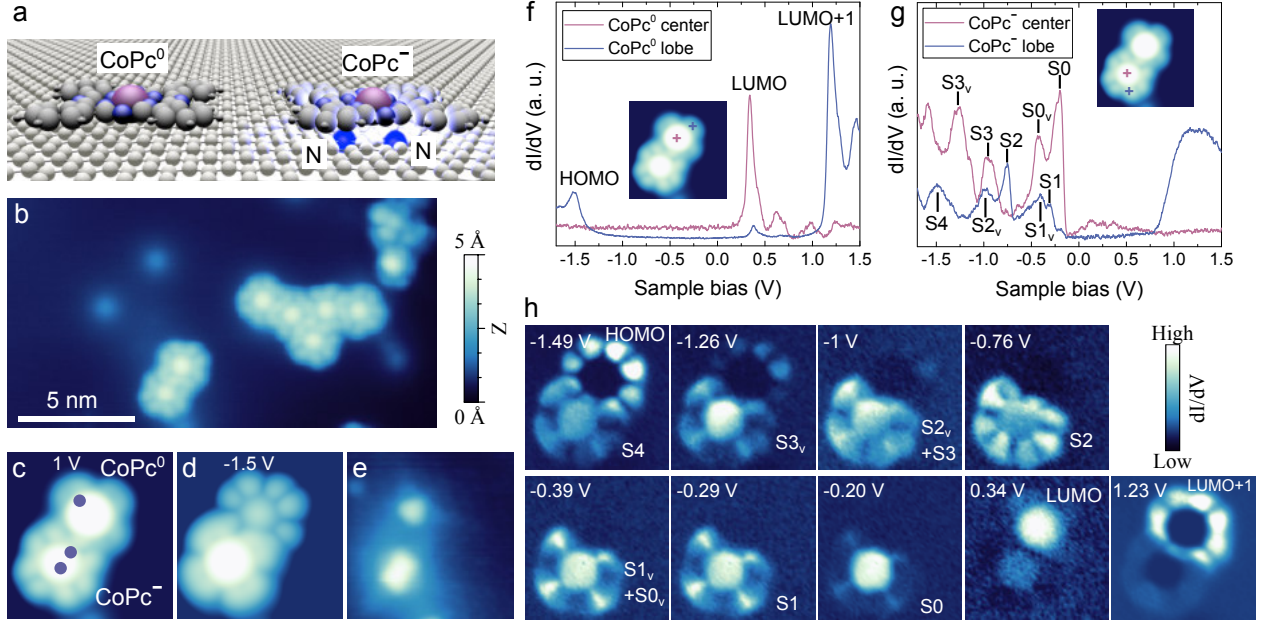 a
CoPc⁰
CoPc⁻
N
N
b
5 nm
5 Å
Z
0 Å
c
1 V
CoPc⁰
CoPc⁻
d
-1.5 V
e
f
CoPc⁰ center
CoPc⁰ lobe
LUMO+1
LUMO
HOMO
dI/dV (a. u.)
-1.5 -1.0 -0.5 0.0 0.5 1.0 1.5
Sample bias (V)
g
CoPc⁻ center
CoPc⁻ lobe
S3ᵥ
S3
S2
S0ᵥ
S0
S1
S4
S2ᵥ
S1ᵥ
dI/dV (a. u.)
-1.5 -1.0 -0.5 0.0 0.5 1.0 1.5
Sample bias (V)
h
-1.49 V
HOMO
S4
-1.26 V
S3ᵥ
-1 V
S2ᵥ
+S3
-0.76 V
S2
High
dI/dV
Low
-0.39 V
S1ᵥ
+S0ᵥ
-0.29 V
S1
-0.20 V
S0
0.34 V
LUMO
1.23 V
LUMO+1